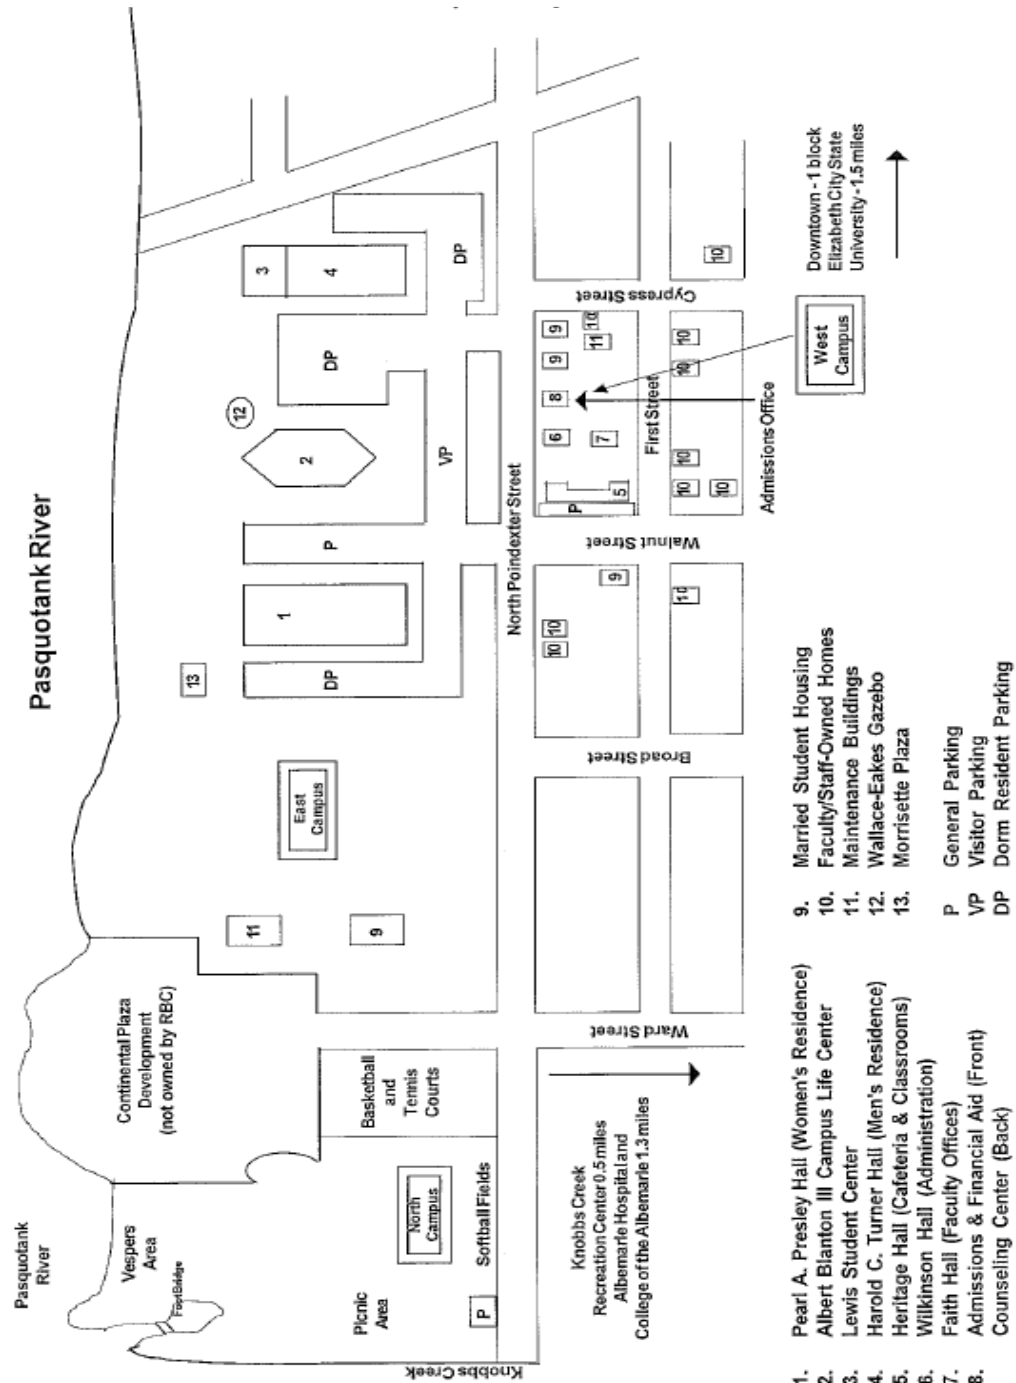 Pasquotank River
Pasquotank
River
Vespers
Area
FootBridge
Continental Plaza
Development
(not owned by RBC)
Picnic
Area
P
Softball Fields
North
Campus
Basketball
and
Tennis
Courts
11
9
East
Campus
13
DP
1
P
2
12
DP
VP
3
4
DP
Knobbs Creek
North Poindexter Street
Ward Street
Broad Street
Walnut Street
Cypress Street
First Street
10
10
9
P
5
6
7
8
9
9
11
10
10
10
10
10
10
10
Knobbs Creek
Recreation Center 0.5 miles
Albemarle Hospital and
College of the Albemarle 1.3 miles
Admissions Office
West
Campus
Downtown - 1 block
Elizabeth City State
University - 1.5 miles
1. Pearl A. Presley Hall (Women's Residence)
2. Albert Blanton III Campus Life Center
3. Lewis Student Center
4. Harold C. Turner Hall (Men's Residence)
5. Heritage Hall (Cafeteria & Classrooms)
6. Wilkinson Hall (Administration)
7. Faith Hall (Faculty Offices)
8. Admissions & Financial Aid (Front)
Counseling Center (Back)
9. Married Student Housing
10. Faculty/Staff-Owned Homes
11. Maintenance Buildings
12. Wallace-Eakes Gazebo
13. Morrisette Plaza
P General Parking
VP Visitor Parking
DP Dorm Resident Parking